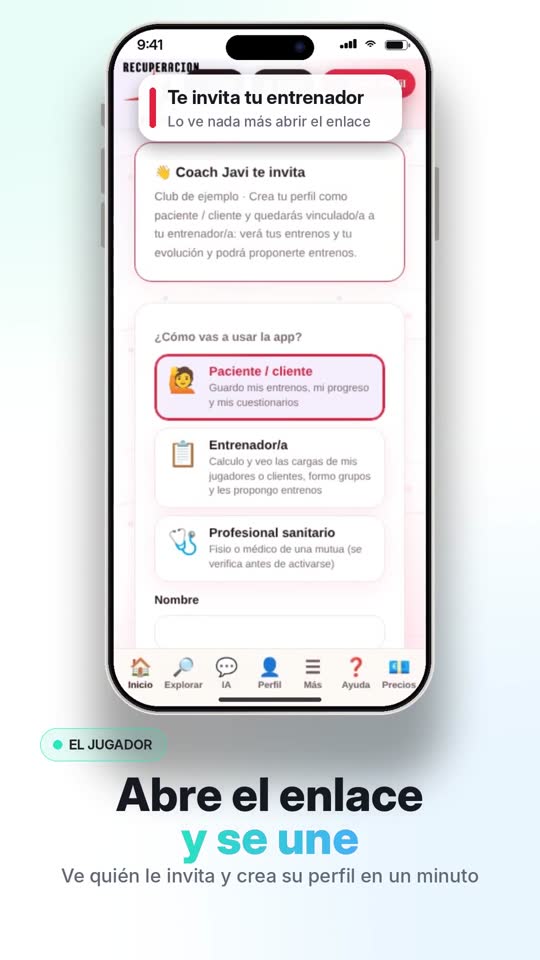 9:41
RECUPERACION
Te invita tu entrenador
Lo ve nada más abrir el enlace
👋 Coach Javi te invita
Club de ejemplo · Crea tu perfil como
paciente / cliente y quedarás vinculado/a a
tu entrenador/a: verá tus entrenos y tu
evolución y podrá proponerte entrenos.
¿Cómo vas a usar la app?
Paciente / cliente
Guardo mis entrenos, mi progreso
y mis cuestionarios
Entrenador/a
Calculo y veo las cargas de mis
jugadores o clientes, formo grupos
y les propongo entrenos
Profesional sanitario
Fisio o médico de una mutua (se
verifica antes de activarse)
Nombre
Inicio Explorar IA Perfil Más Ayuda Precios
EL JUGADOR
Abre el enlace
y se une
Ve quién le invita y crea su perfil en un minuto